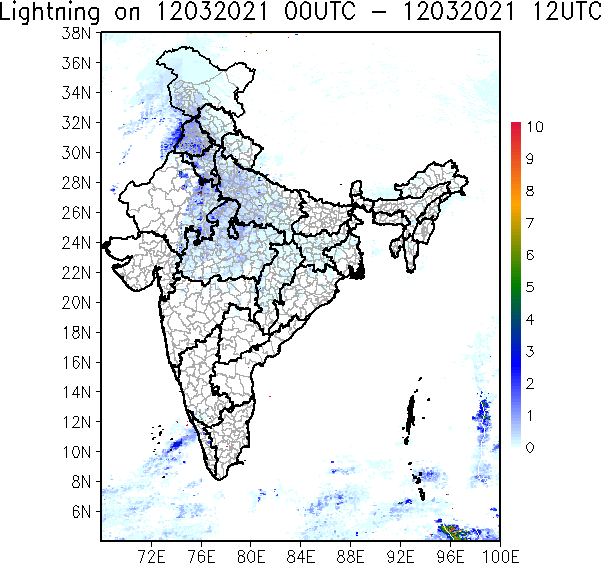 Lightning on 12032021 00UTC – 12032021 12UTC
38N
36N
34N
32N
30N
28N
26N
24N
22N
20N
18N
16N
14N
12N
10N
8N
6N
72E 76E 80E 84E 88E 92E 96E 100E
10
9
8
7
6
5
4
3
2
1
0